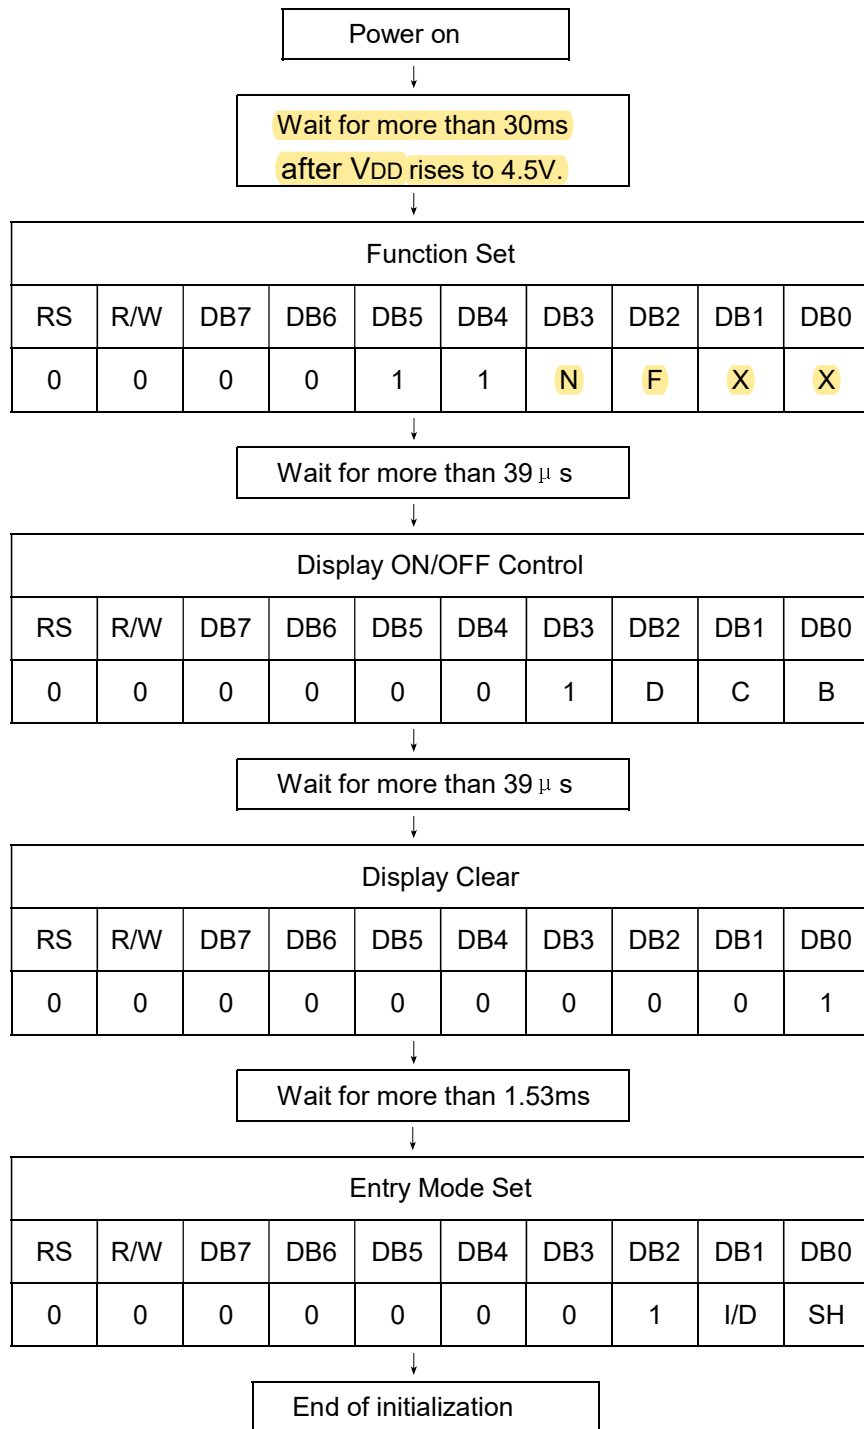 Power on
Wait for more than 30ms
after VDD rises to 4.5V.
Function Set
RS R/W DB7 DB6 DB5 DB4 DB3 DB2 DB1 DB0
0 0 0 0 1 1 N F X X
Wait for more than 39 μ s
Display ON/OFF Control
RS R/W DB7 DB6 DB5 DB4 DB3 DB2 DB1 DB0
0 0 0 0 0 0 1 D C B
Wait for more than 39 μ s
Display Clear
RS R/W DB7 DB6 DB5 DB4 DB3 DB2 DB1 DB0
0 0 0 0 0 0 0 0 0 1
Wait for more than 1.53ms
Entry Mode Set
RS R/W DB7 DB6 DB5 DB4 DB3 DB2 DB1 DB0
0 0 0 0 0 0 0 1 I/D SH
End of initialization